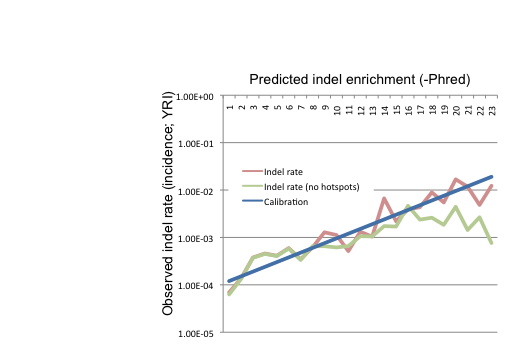 Predicted indel enrichment (-Phred)
Observed indel rate (incidence; YRI)
1.00E+00
1 2 3 4 5 6 7 8 9 10 11 12 13 14 15 16 17 18 19 20 21 22 23
1.00E-01
Indel rate
1.00E-02
Indel rate (no hotspots)
Calibration
1.00E-03
1.00E-04
1.00E-05